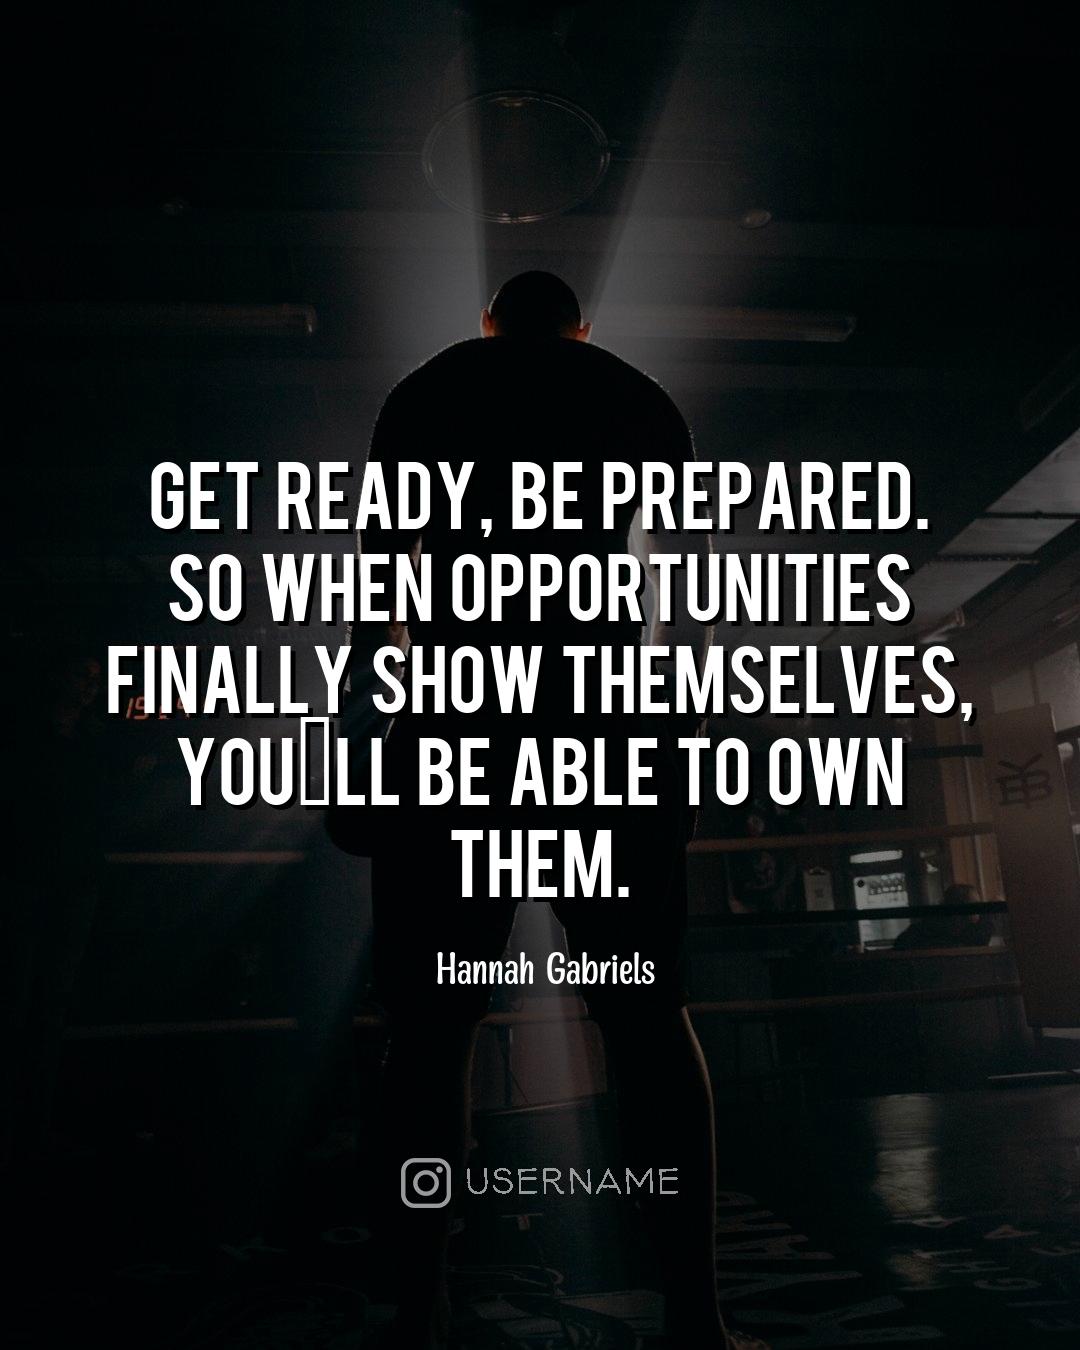 GET READY, BE PREPARED.
SO WHEN OPPORTUNITIES
FINALLY SHOW THEMSELVES,
YOU▯LL BE ABLE TO OWN
THEM.
Hannah Gabriels
USERNAME